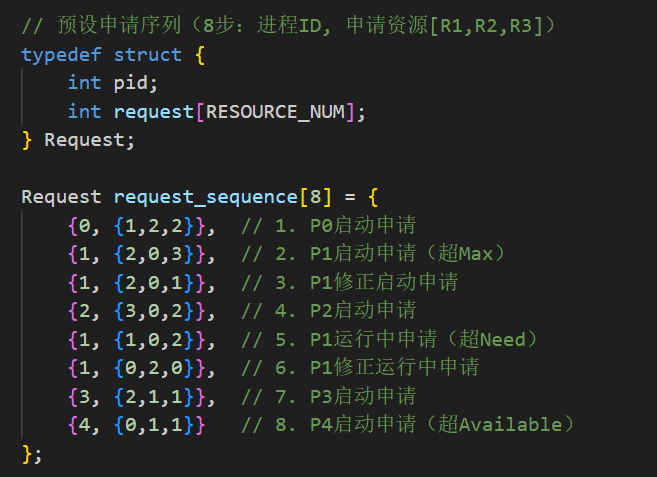 // 预设申请序列（8步：进程ID, 申请资源[R1,R2,R3]）
typedef struct {
    int pid;
    int request[RESOURCE_NUM];
} Request;

Request request_sequence[8] = {
    {0, {1,2,2}},  // 1. P0启动申请
    {1, {2,0,3}},  // 2. P1启动申请（超Max）
    {1, {2,0,1}},  // 3. P1修正启动申请
    {2, {3,0,2}},  // 4. P2启动申请
    {1, {1,0,2}},  // 5. P1运行中申请（超Need）
    {1, {0,2,0}},  // 6. P1修正运行中申请
    {3, {2,1,1}},  // 7. P3启动申请
    {4, {0,1,1}}   // 8. P4启动申请（超Available）
};